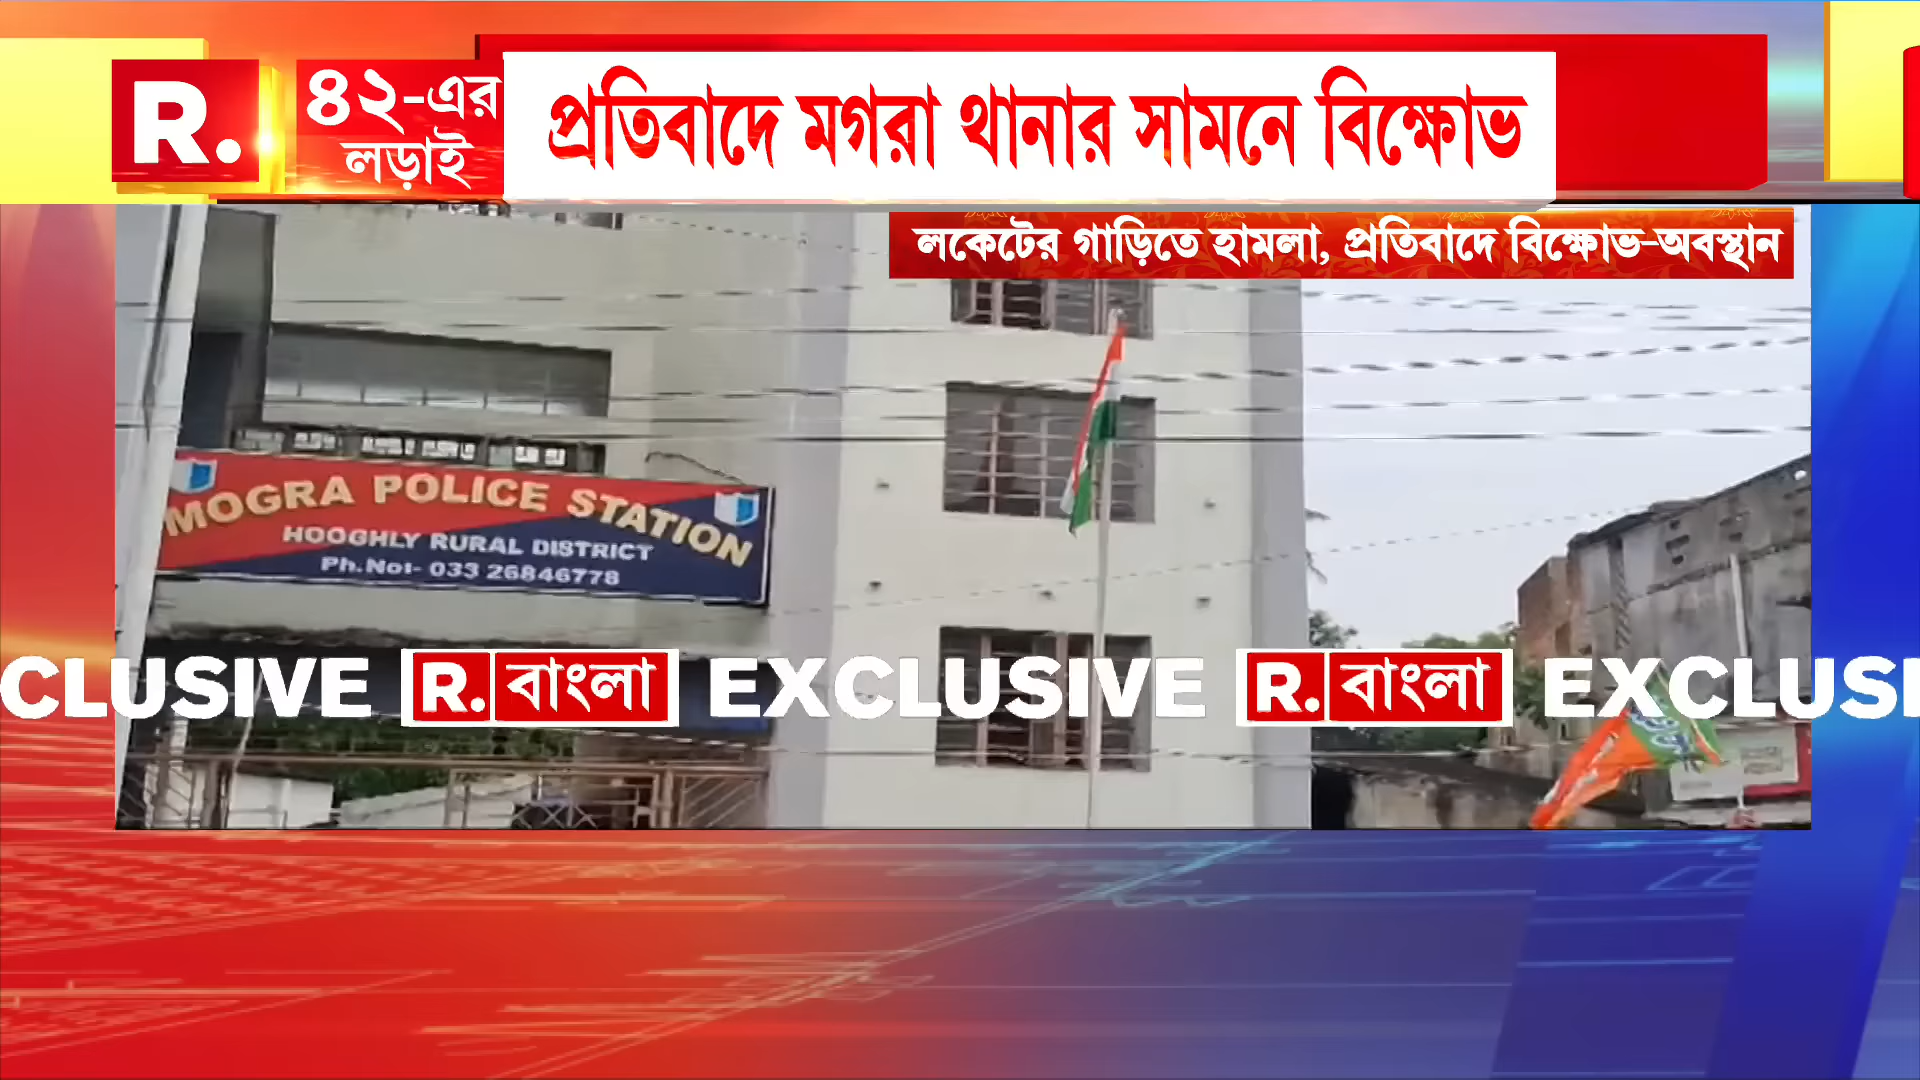 R.
৪২-এর
লড়াই
প্রতিবাদে মগরা থানার সামনে বিক্ষোভ
লকেটের গাড়িতে হামলা, প্রতিবাদে বিক্ষোভ-অবস্থান
MOGRA POLICE STATION
HOOGHLY RURAL DISTRICT
Ph.No:- 033 26846778
CLUSIVE R. বাংলা EXCLUSIVE R. বাংলা EXCLUSI